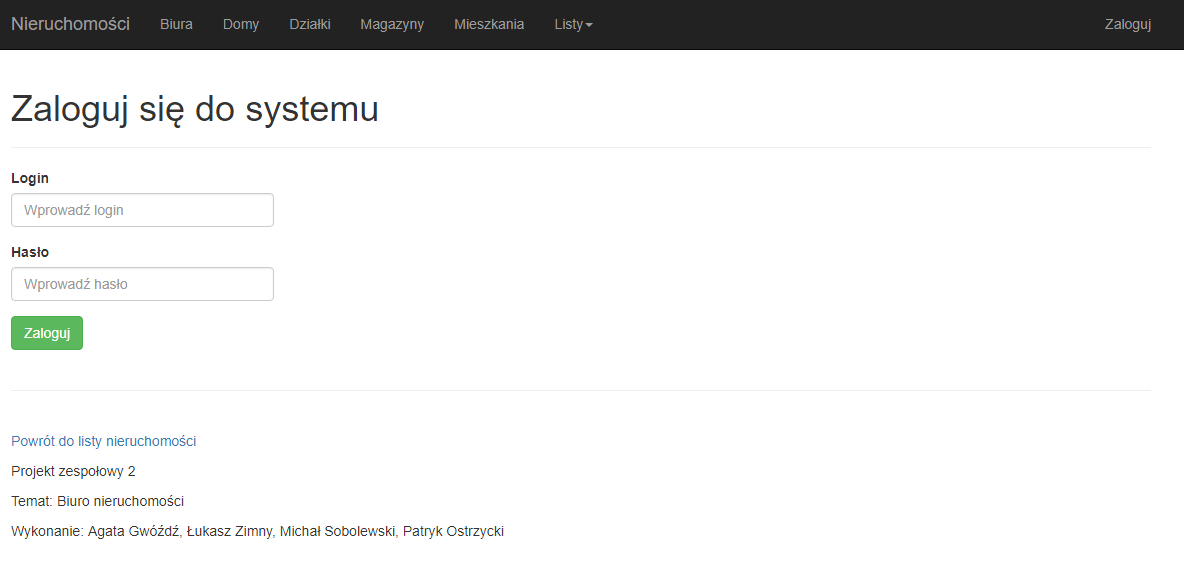 Nieruchomości Biura Domy Działki Magazyny Mieszkania Listy Zaloguj
Zaloguj się do systemu
Login
Wprowadź login
Hasło
Wprowadź hasło
Zaloguj
Powrót do listy nieruchomości
Projekt zespołowy 2
Temat: Biuro nieruchomości
Wykonanie: Agata Gwóźdź, Łukasz Zimny, Michał Sobolewski, Patryk Ostrzycki